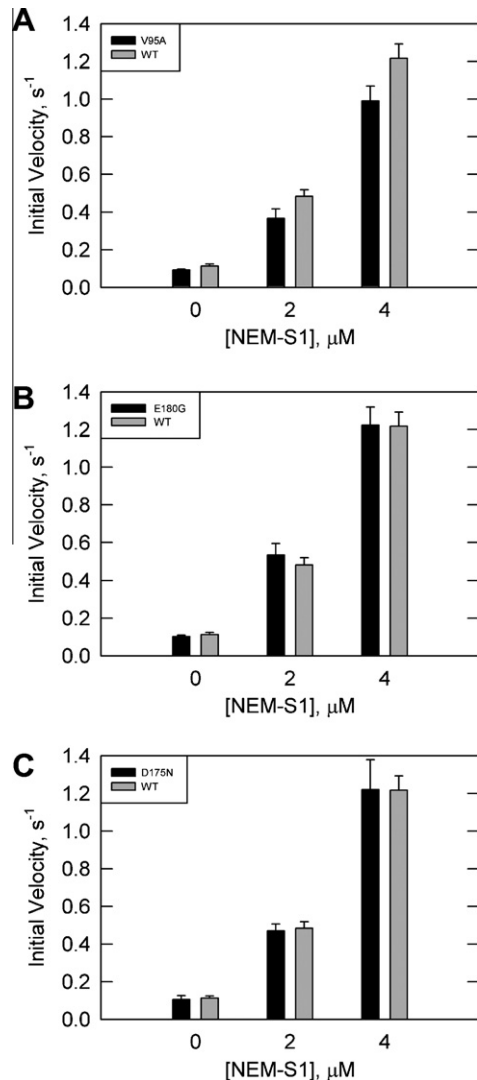 A
V95A
WT
Initial Velocity, s-1
1.4
1.2
1.0
0.8
0.6
0.4
0.2
0.0
0 2 4
[NEM-S1], μM
B
E180G
WT
Initial Velocity, s-1
1.4
1.2
1.0
0.8
0.6
0.4
0.2
0.0
0 2 4
[NEM-S1], μM
C
D175N
WT
Initial Velocity, s-1
1.4
1.2
1.0
0.8
0.6
0.4
0.2
0.0
0 2 4
[NEM-S1], μM